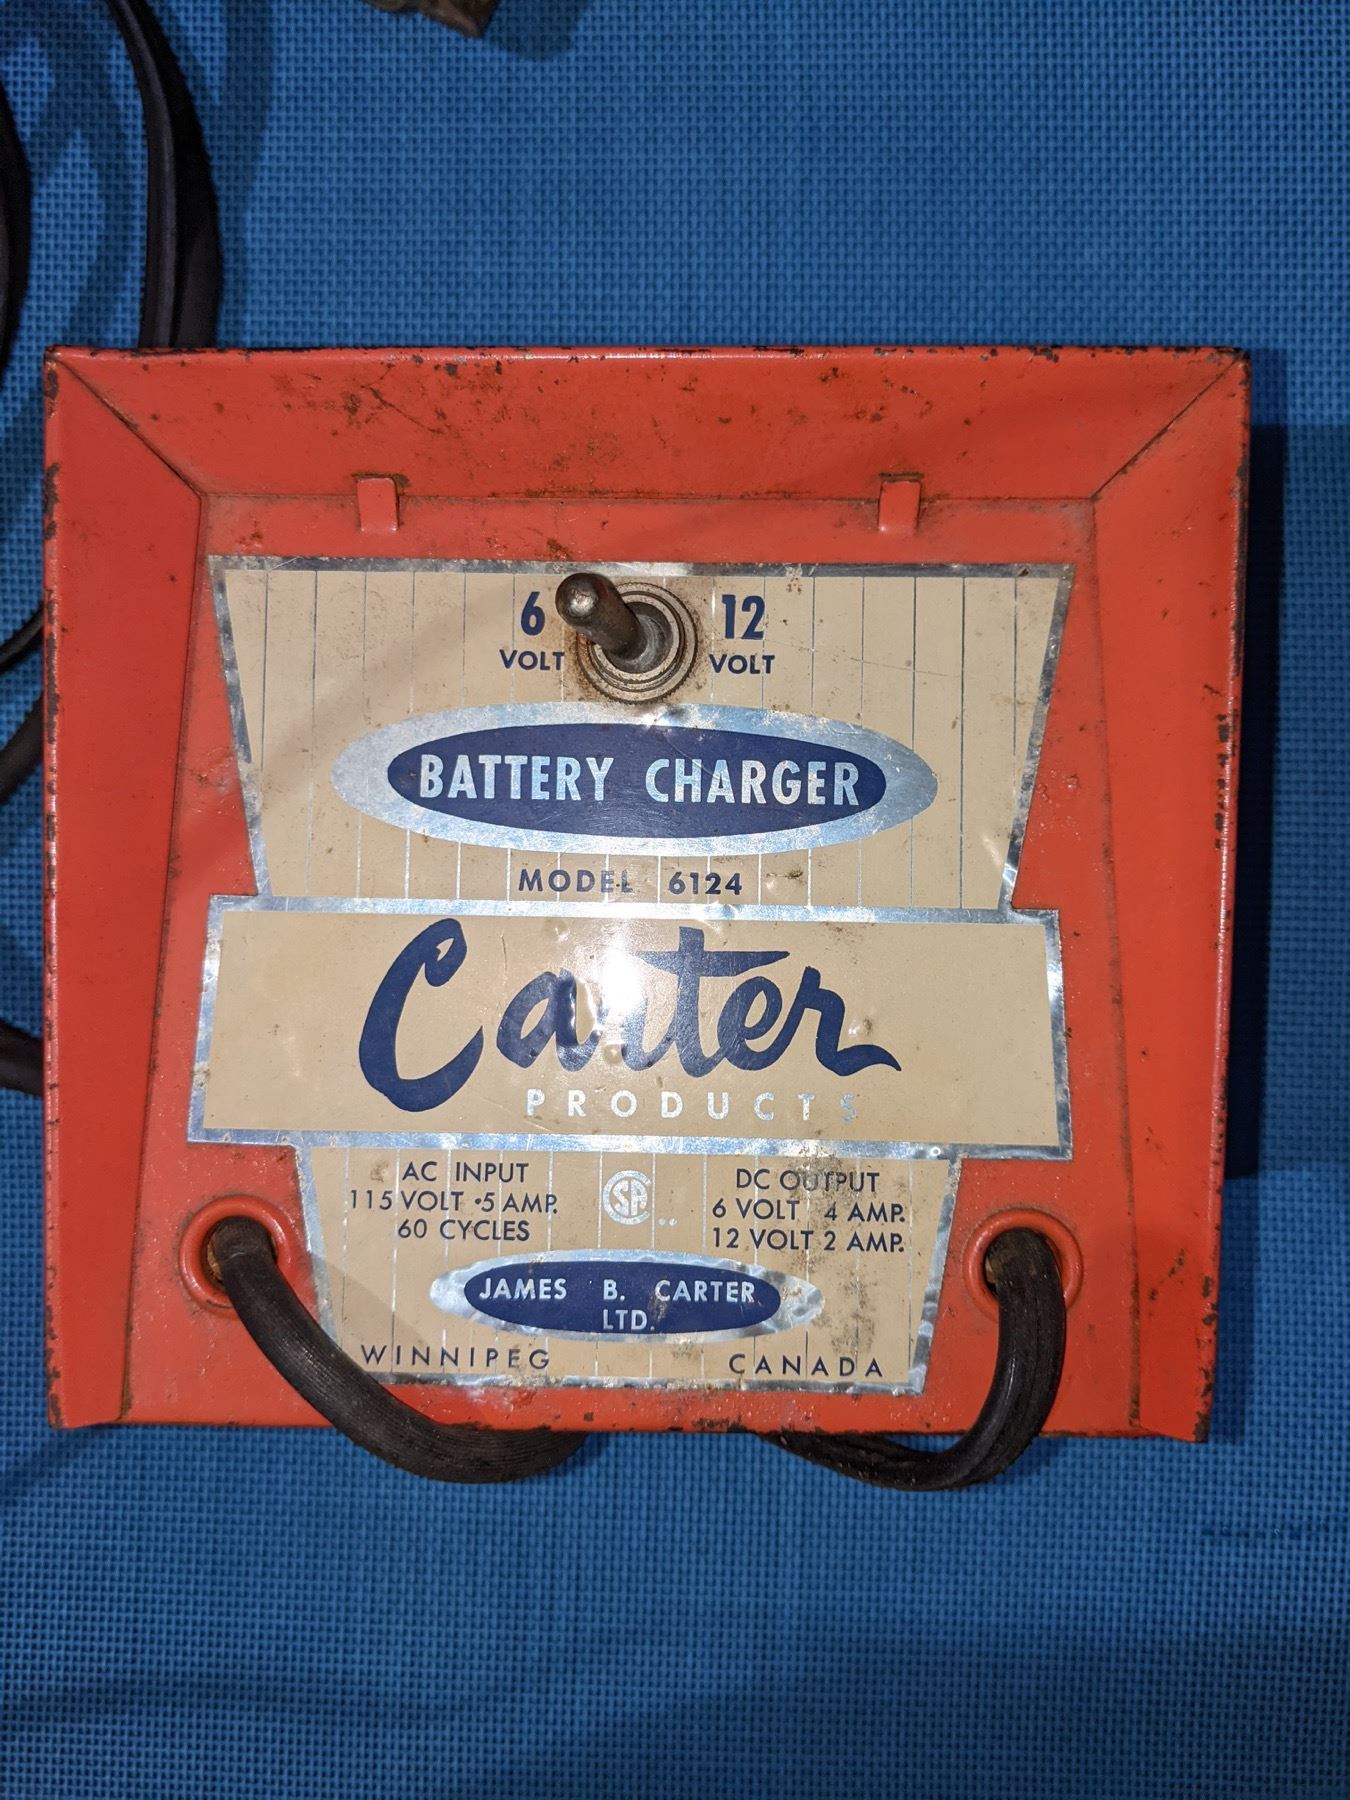 6 12
VOLT VOLT
BATTERY CHARGER
MODEL 6124
Carter
PRODUCTS
AC INPUT
115 VOLT ·5 AMP.
60 CYCLES
CSA
DC OUTPUT
6 VOLT 4 AMP.
12 VOLT 2 AMP.
JAMES B. CARTER
LTD.
WINNIPEG CANADA